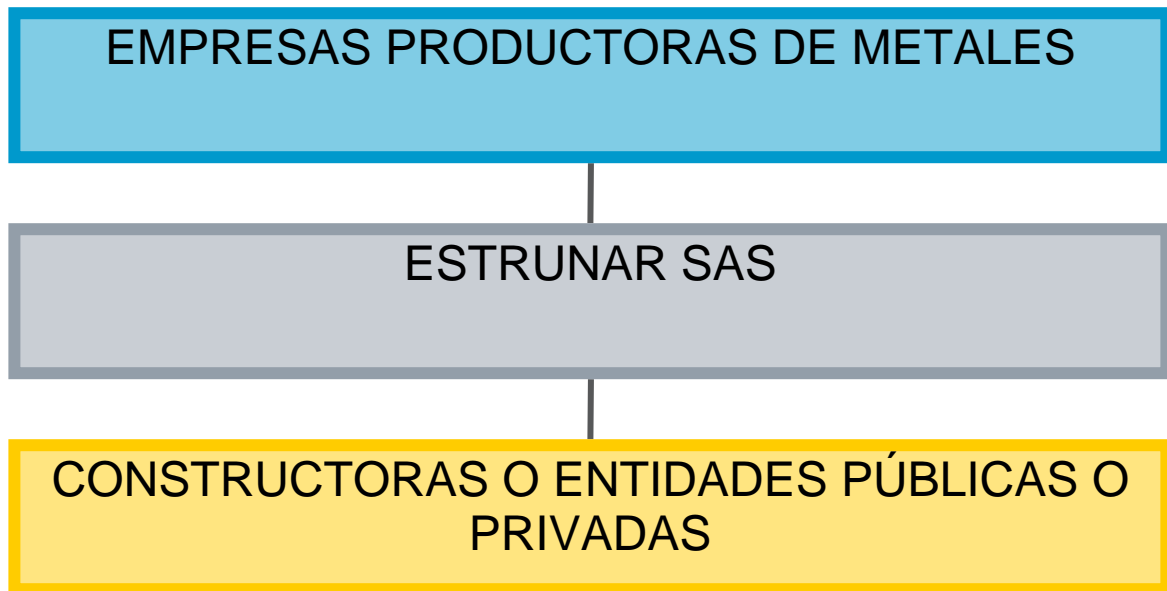 EMPRESAS PRODUCTORAS DE METALES
ESTRUNAR SAS
CONSTRUCTORAS O ENTIDADES PÚBLICAS O
PRIVADAS